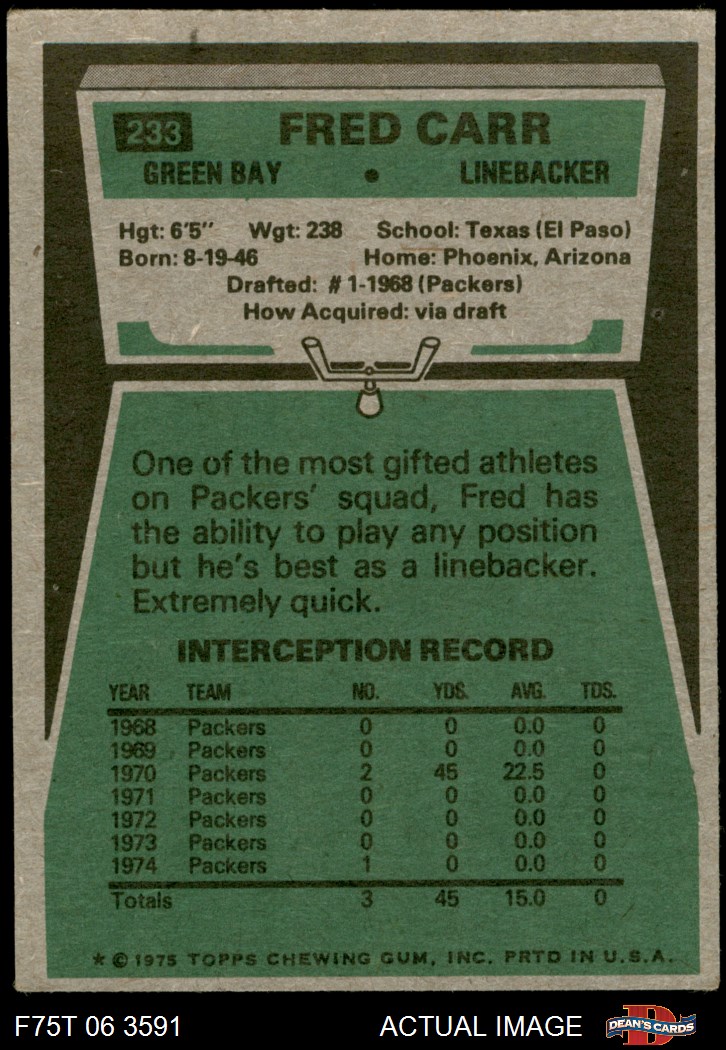 233 FRED CARR
GREEN BAY • LINEBACKER
Hgt: 6'5" Wgt: 238 School: Texas (El Paso)
Born: 8-19-46 Home: Phoenix, Arizona
Drafted: #1-1968 (Packers)
How Acquired: via draft
One of the most gifted athletes
on Packers' squad, Fred has
the ability to play any position
but he's best as a linebacker.
Extremely quick.
INTERCEPTION RECORD
YEAR TEAM NO. YDS. AVG. TDS.
1968 Packers 0 0 0.0 0
1969 Packers 0 0 0.0 0
1970 Packers 2 45 22.5 0
1971 Packers 0 0 0.0 0
1972 Packers 0 0 0.0 0
1973 Packers 0 0 0.0 0
1974 Packers 1 0 0.0 0
Totals 3 45 15.0 0
* © 1975 TOPPS CHEWING GUM, INC. PRTD IN U.S.A.
F75T 06 3591 ACTUAL IMAGE D DEAN'S CARDS